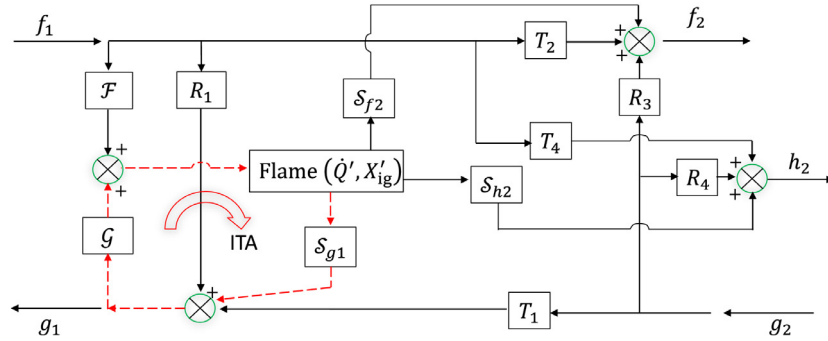 f₁
f₂
+
+
+
T₂
ℱ
R₁
𝒮f2
R₃
T₄
+
+
+
h₂
R₄
+
+
Flame (Q̇′, X′ig)
𝒮h2
ITA
𝒢
𝒮g1
+
T₁
g₁
g₂